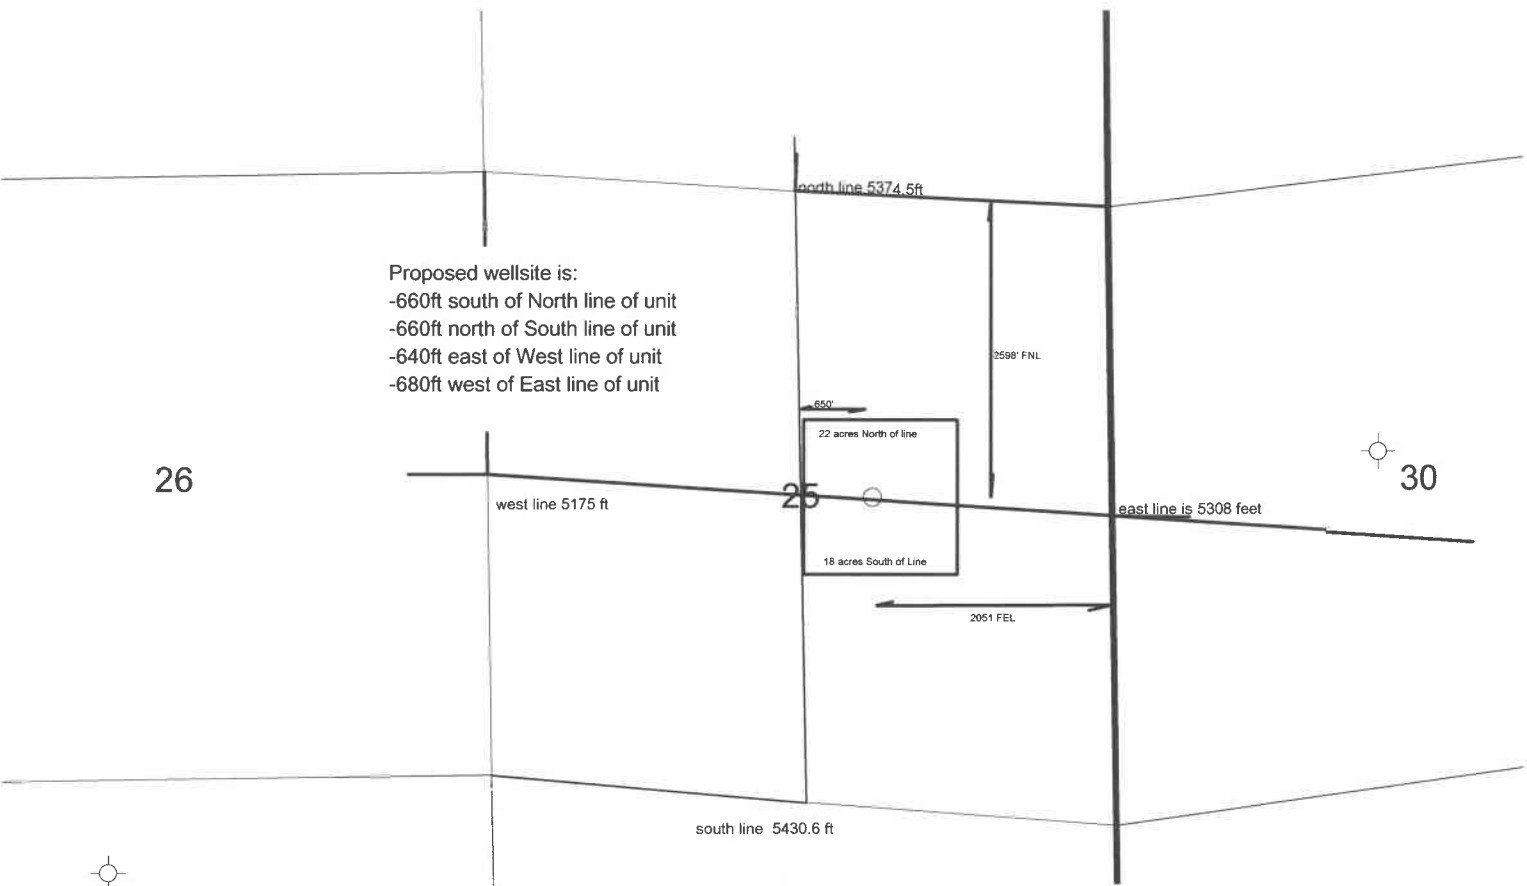 north line 5374.5ft
Proposed wellsite is:
-660ft south of North line of unit
-660ft north of South line of unit
-640ft east of West line of unit
-680ft west of East line of unit
2598' FNL
650'
22 acres North of line
26
25
30
west line 5175 ft
east line is 5308 feet
18 acres South of Line
2051 FEL
south line 5430.6 ft